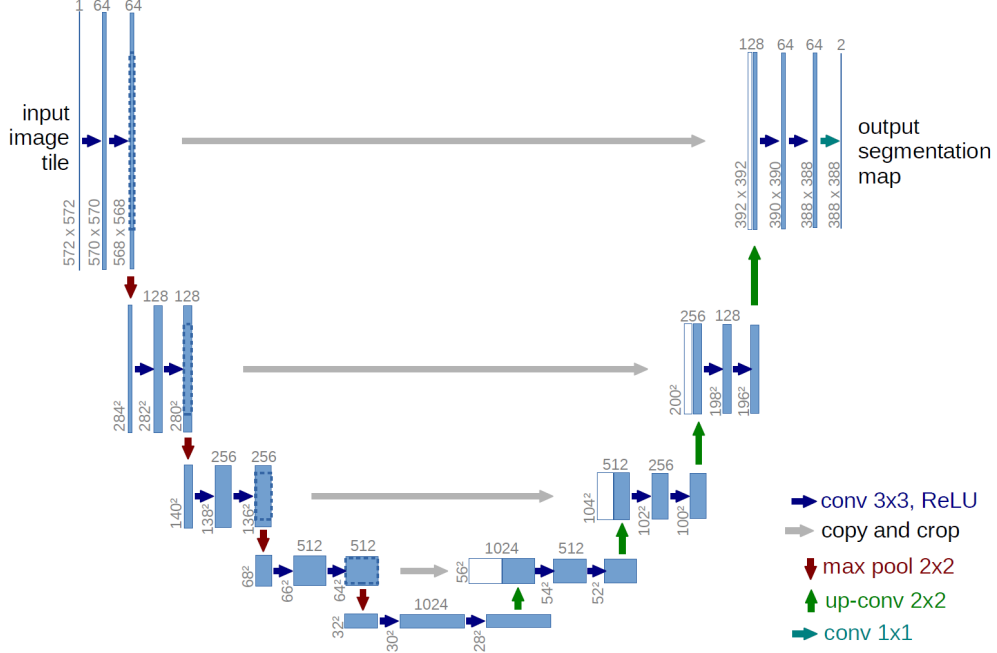 1 64 64
128 64 64 2
input
image
tile
output
segmentation
map
572 x 572
570 x 570
568 x 568
392 x 392
390 x 390
388 x 388
388 x 388
128 128
256 128
284²
282²
280²
200²
198²
196²
256 256
512 256
140²
138²
136²
104²
102²
100²
512 512
1024 512
68²
66²
64²
56²
54²
52²
1024
32²
30²
28²
conv 3x3, ReLU
copy and crop
max pool 2x2
up-conv 2x2
conv 1x1